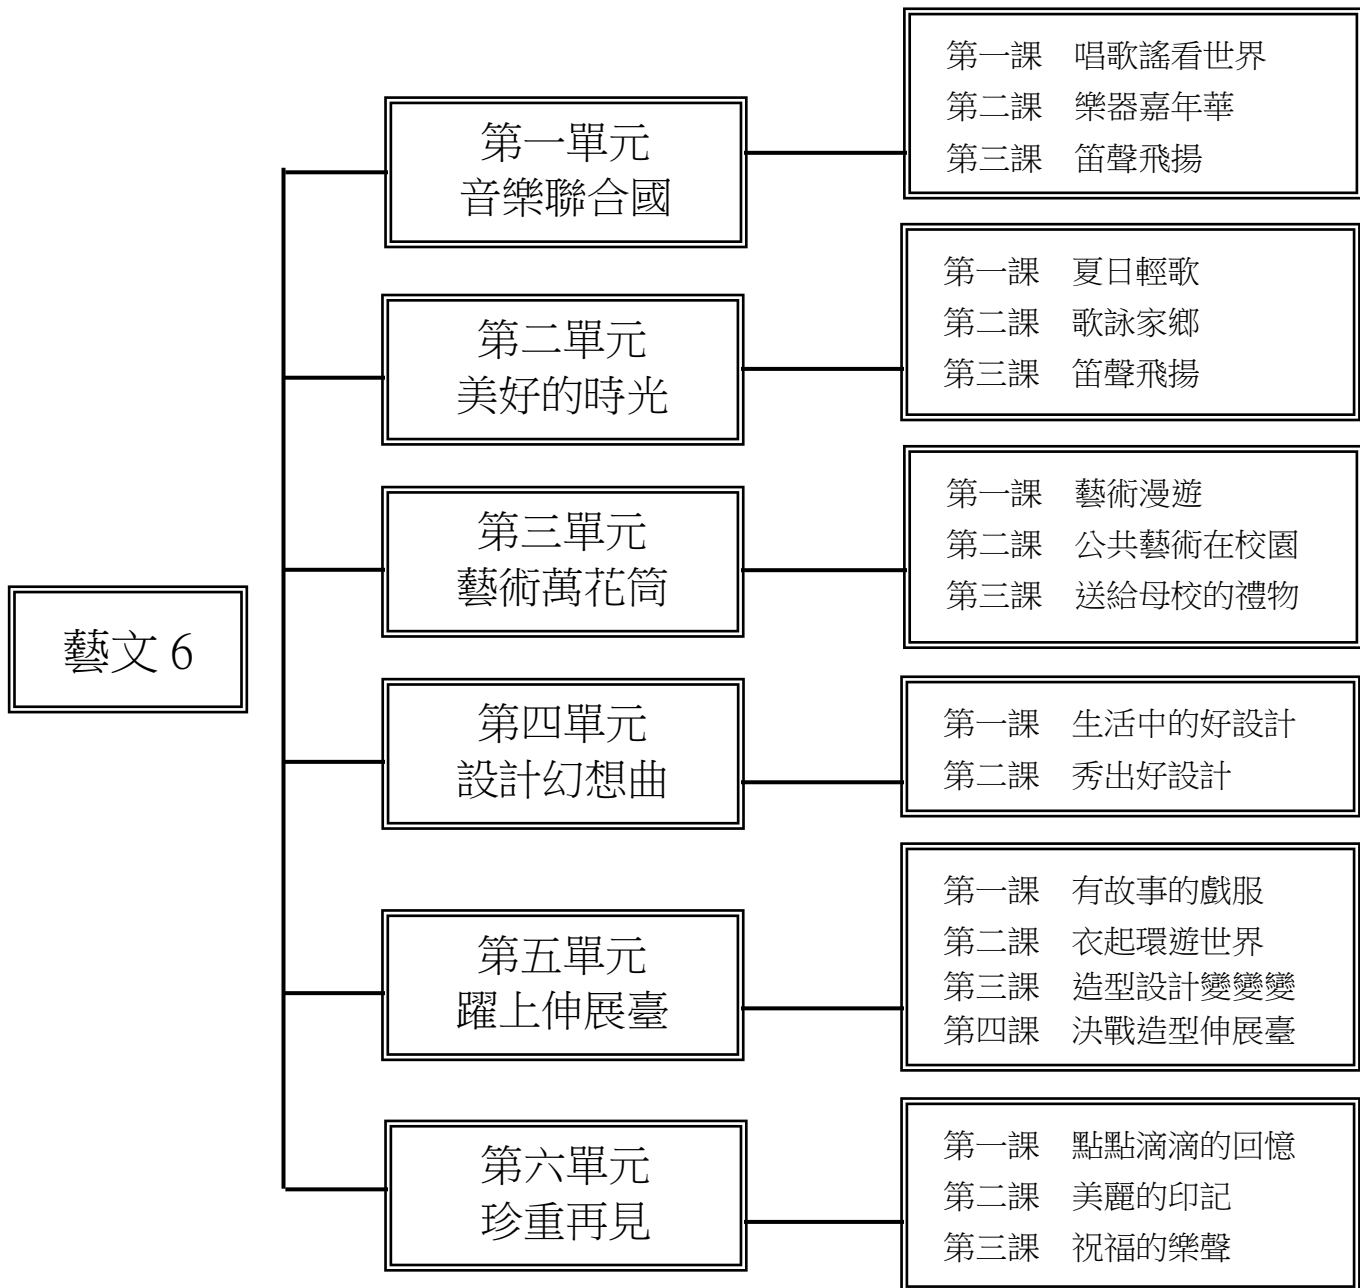 藝文 6
第一單元
音樂聯合國
第一課　唱歌謠看世界
第二課　樂器嘉年華
第三課　笛聲飛揚
第二單元
美好的時光
第一課　夏日輕歌
第二課　歌詠家鄉
第三課　笛聲飛揚
第三單元
藝術萬花筒
第一課　藝術漫遊
第二課　公共藝術在校園
第三課　送給母校的禮物
第四單元
設計幻想曲
第一課　生活中的好設計
第二課　秀出好設計
第五單元
躍上伸展臺
第一課　有故事的戲服
第二課　衣起環遊世界
第三課　造型設計變變變
第四課　決戰造型伸展臺
第六單元
珍重再見
第一課　點點滴滴的回憶
第二課　美麗的印記
第三課　祝福的樂聲